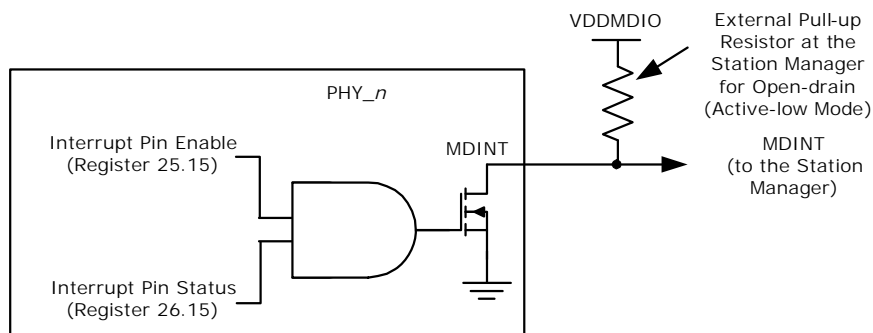 VDDMDIO
External Pull-up
Resistor at the
Station Manager
for Open-drain
(Active-low Mode)
PHY_n
Interrupt Pin Enable
(Register 25.15)
MDINT
MDINT
(to the Station
Manager)
Interrupt Pin Status
(Register 26.15)